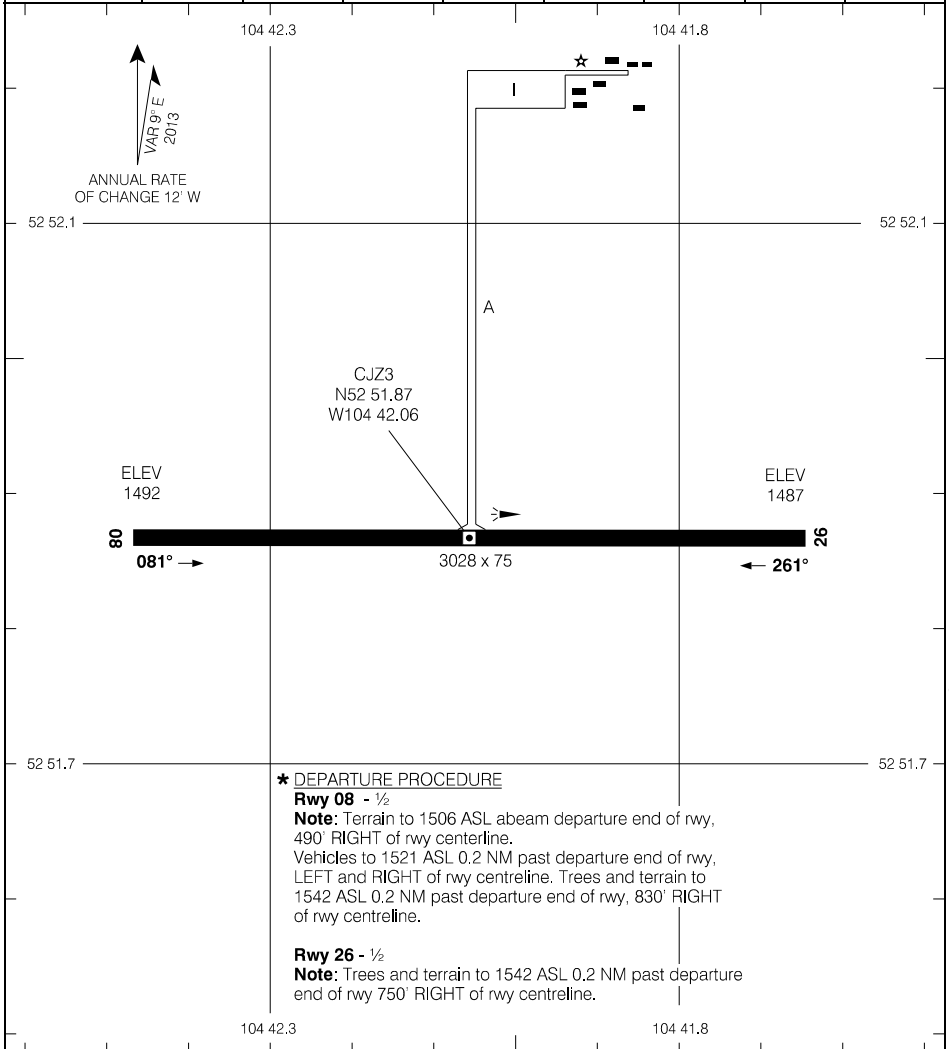 104 42.3
104 41.8
VAR 9° E
2013
ANNUAL RATE
OF CHANGE 12' W
I
52 52.1
52 52.1
A
CJZ3
N52 51.87
W104 42.06
ELEV
1492
ELEV
1487
08
26
081°
3028 x 75
261°
52 51.7
52 51.7
* DEPARTURE PROCEDURE
Rwy 08 - ½
Note: Terrain to 1506 ASL abeam departure end of rwy,
490' RIGHT of rwy centerline.
Vehicles to 1521 ASL 0.2 NM past departure end of rwy,
LEFT and RIGHT of rwy centreline. Trees and terrain to
1542 ASL 0.2 NM past departure end of rwy, 830' RIGHT
of rwy centreline.
Rwy 26 - ½
Note: Trees and terrain to 1542 ASL 0.2 NM past departure
end of rwy 750' RIGHT of rwy centreline.
104 42.3
104 41.8